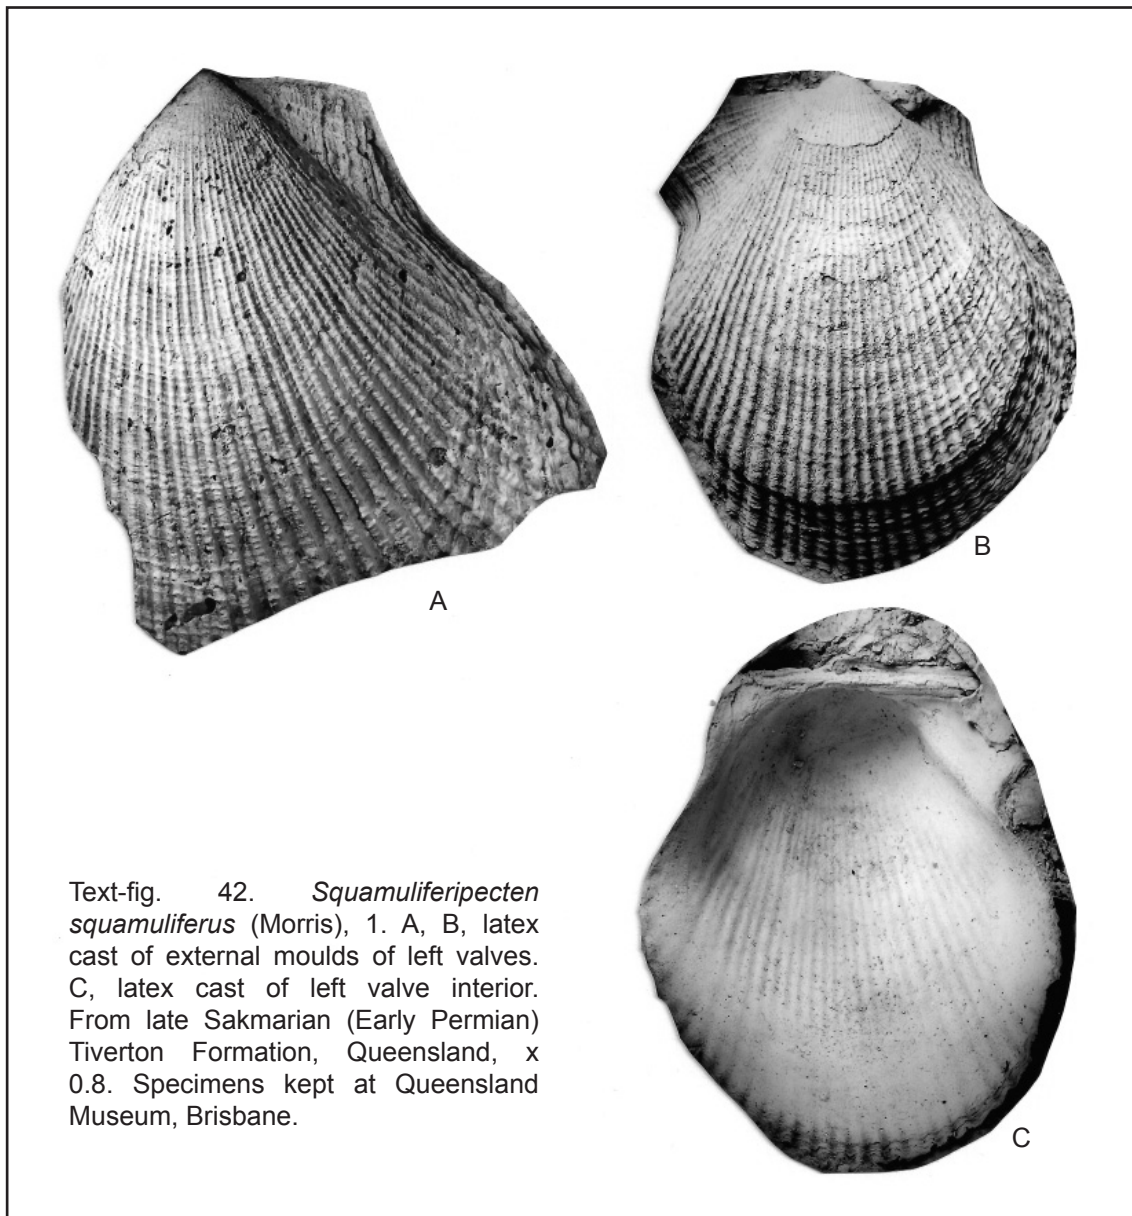 A
B
Text-fig. 42. Squamuliferipecten
squamuliferus (Morris), 1. A, B, latex
cast of external moulds of left valves.
C, latex cast of left valve interior.
From late Sakmarian (Early Permian)
Tiverton Formation, Queensland, x
0.8. Specimens kept at Queensland
Museum, Brisbane.
C